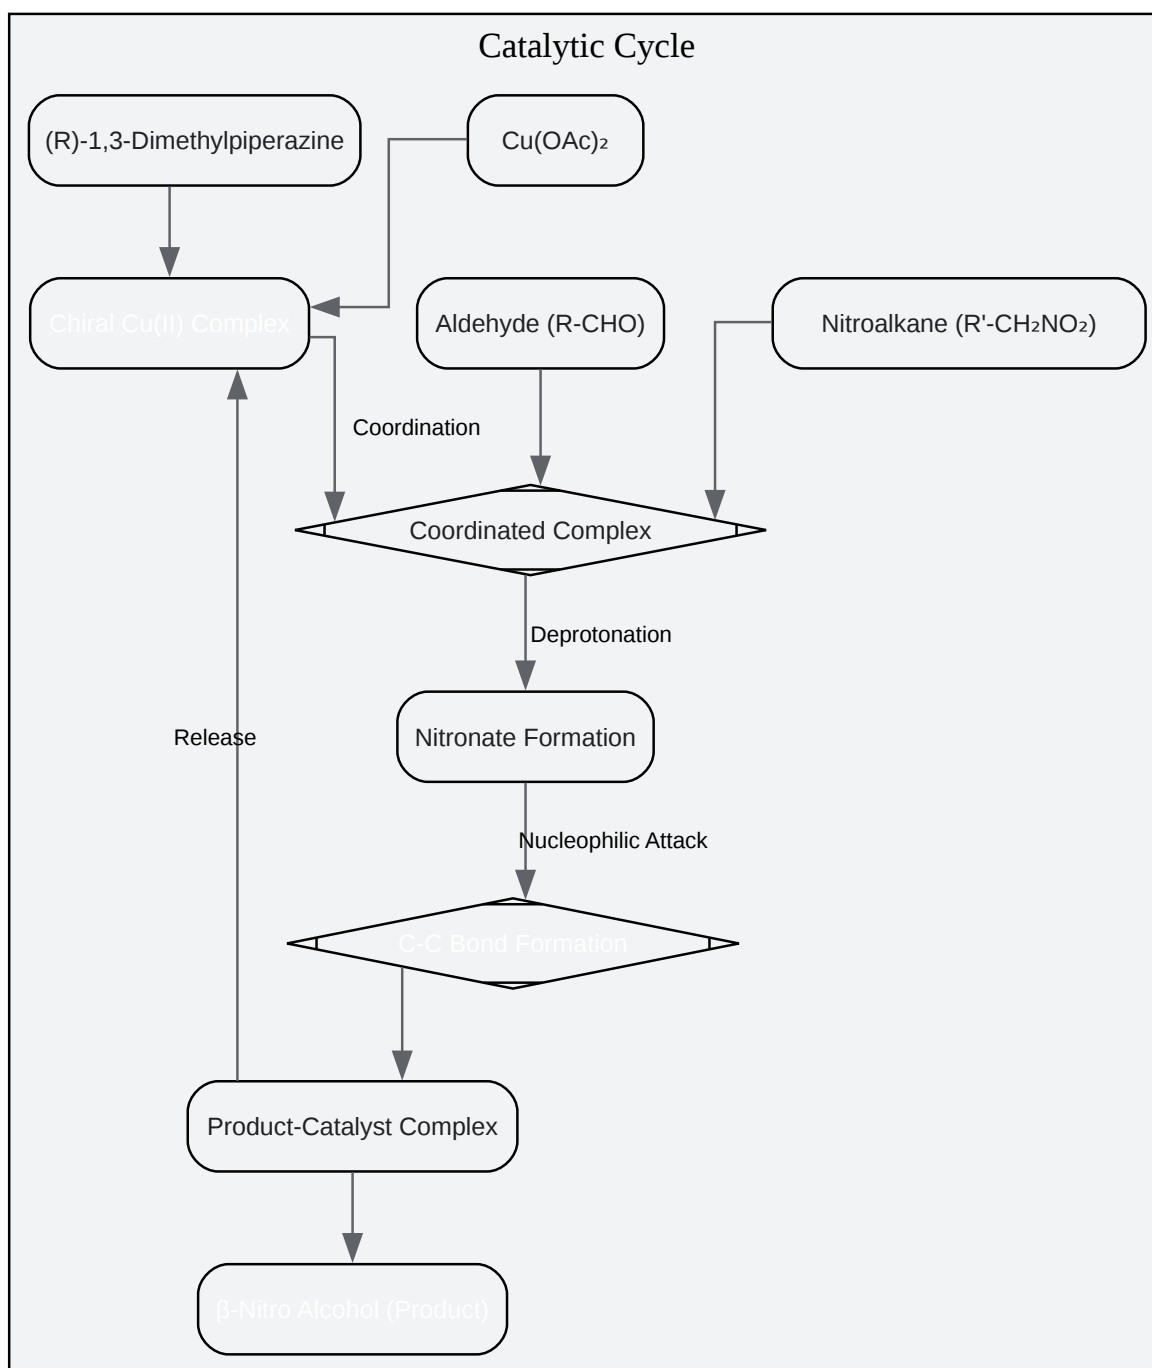 Catalytic Cycle
(R)-1,3-Dimethylpiperazine
Cu(OAc)₂
Chiral Cu(II) Complex
Aldehyde (R-CHO)
Nitroalkane (R'-CH₂NO₂)
Coordination
Coordinated Complex
Deprotonation
Nitronate Formation
Release
Nucleophilic Attack
C-C Bond Formation
Product-Catalyst Complex
β-Nitro Alcohol (Product)